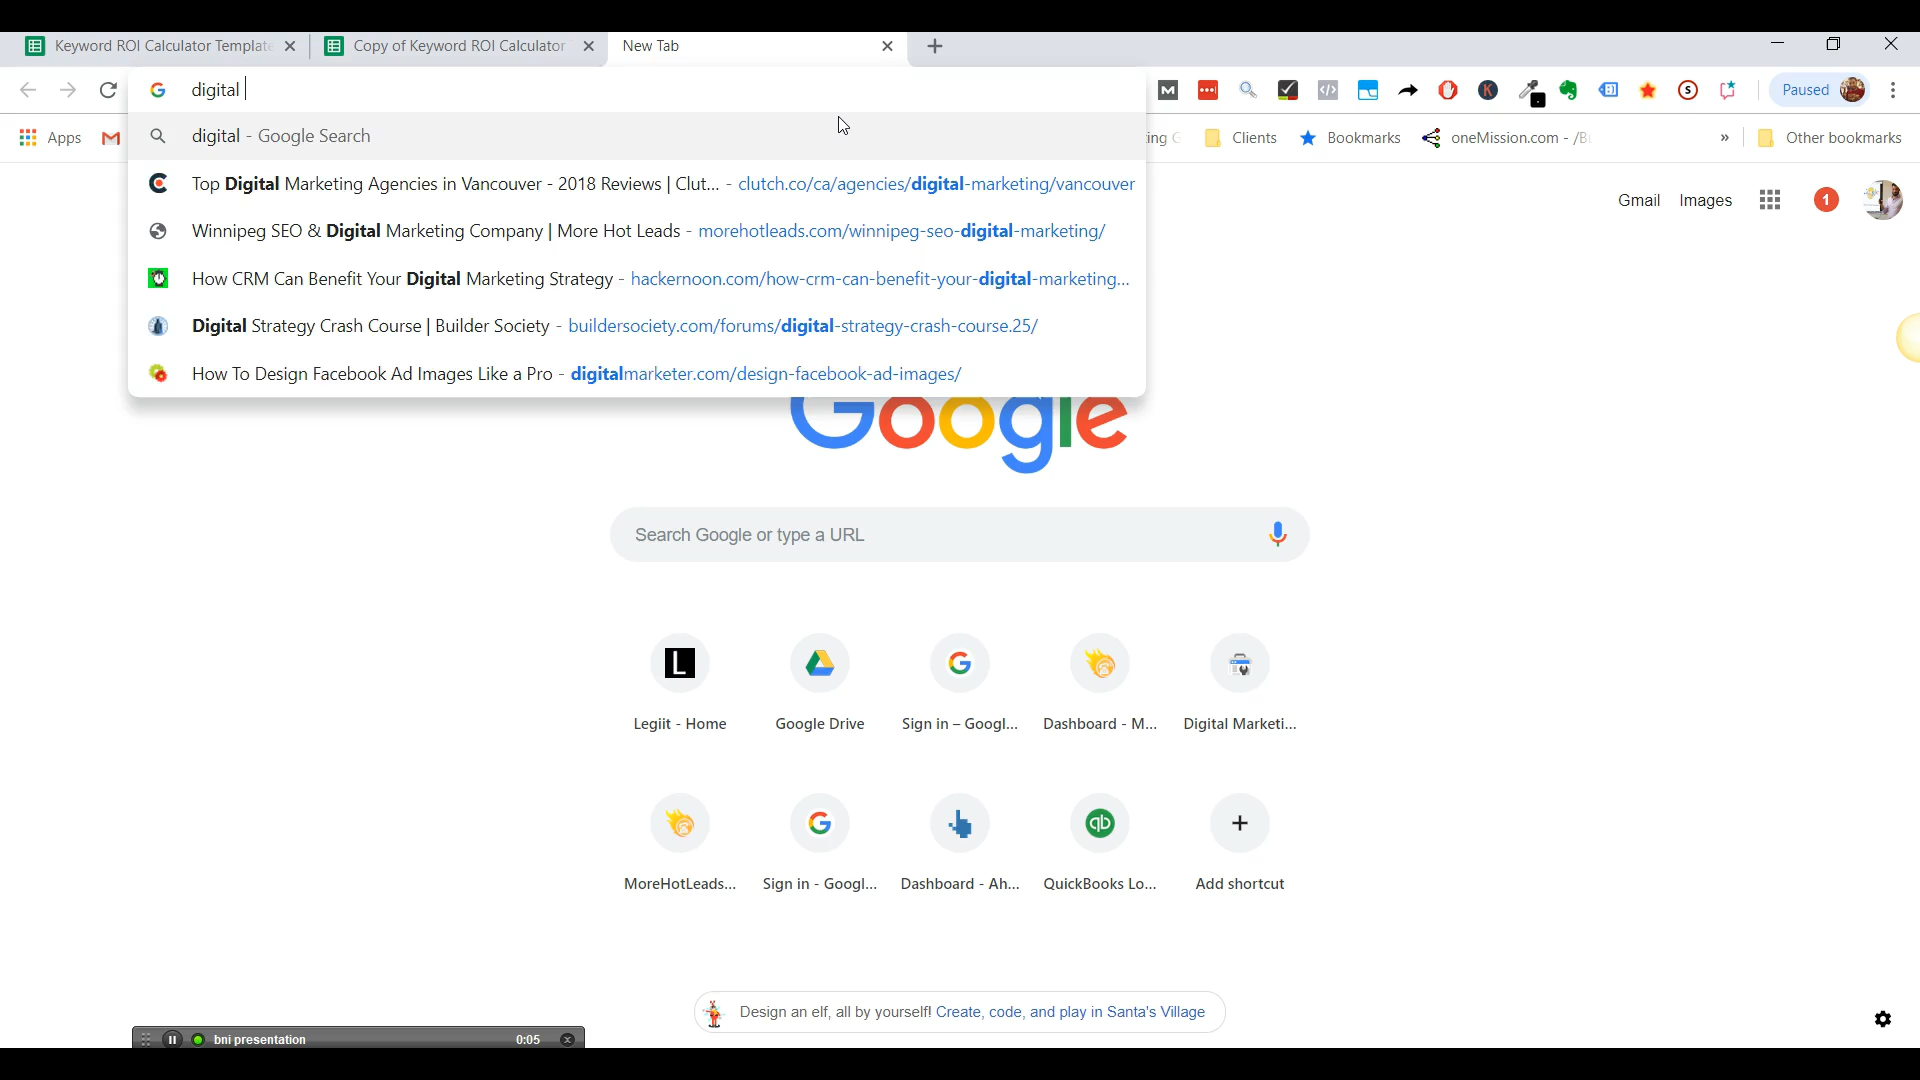 Keyword ROI Calculator Template
Copy of Keyword ROI Calculator
New Tab
digital
Paused
Apps
Clients
Bookmarks
oneMission.com - /B
»
Other bookmarks
digital - Google Search
Top Digital Marketing Agencies in Vancouver - 2018 Reviews | Clut... - clutch.co/ca/agencies/digital-marketing/vancouver
Winnipeg SEO & Digital Marketing Company | More Hot Leads - morehotleads.com/winnipeg-seo-digital-marketing/
How CRM Can Benefit Your Digital Marketing Strategy - hackernoon.com/how-crm-can-benefit-your-digital-marketing...
Digital Strategy Crash Course | Builder Society - buildersociety.com/forums/digital-strategy-crash-course.25/
How To Design Facebook Ad Images Like a Pro - digitalmarketer.com/design-facebook-ad-images/
Gmail Images
1
Google
Search Google or type a URL
Legiit - Home
Google Drive
Sign in – Googl...
Dashboard - M...
Digital Marketi...
MoreHotLeads...
Sign in - Googl...
Dashboard - Ah...
QuickBooks Lo...
Add shortcut
Design an elf, all by yourself! Create, code, and play in Santa's Village
bni presentation 0:05